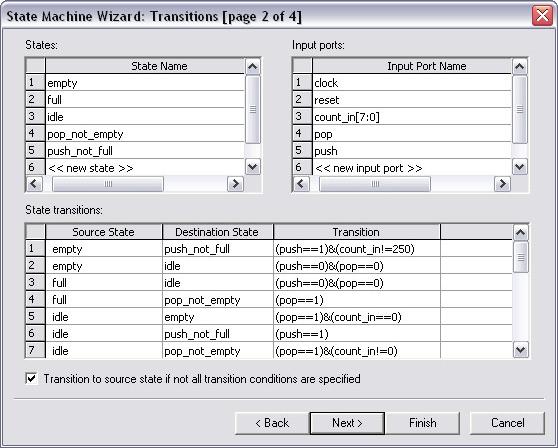 State Machine Wizard: Transitions [page 2 of 4]
States:
State Name
1 empty
2 full
3 idle
4 pop_not_empty
5 push_not_full
6 << new state >>
Input ports:
Input Port Name
1 clock
2 reset
3 count_in[7:0]
4 pop
5 push
6 << new input port >>
State transitions:
Source State Destination State Transition
1 empty push_not_full (push==1)&(count_in!=250)
2 empty idle (push==0)&(pop==0)
3 full idle (push==0)&(pop==0)
4 full pop_not_empty (pop==1)
5 idle empty (pop==1)&(count_in==0)
6 idle push_not_full (push==1)
7 idle pop_not_empty (pop==1)&(count_in!=0)
Transition to source state if not all transition conditions are specified
< Back Next > Finish Cancel